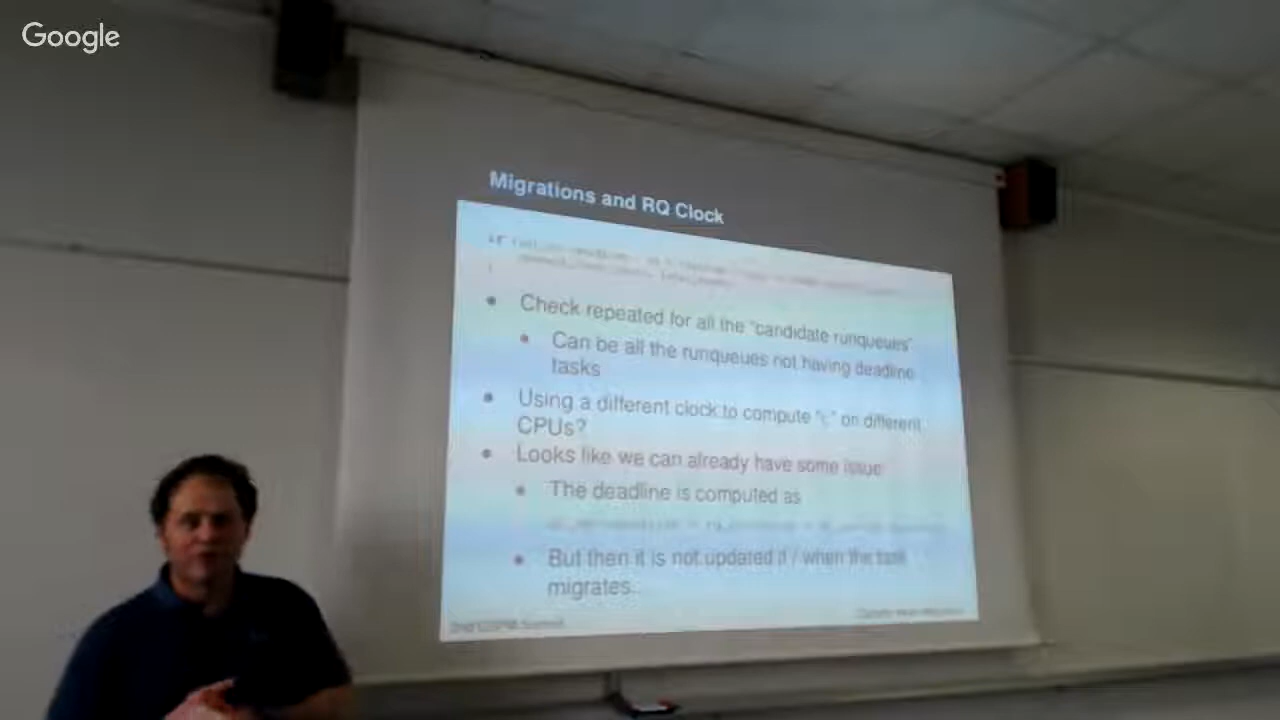 Google
Migrations and RQ Clock
if
Check repeated for all the "candidate runqueues"
Can be all the runqueues not having deadline
tasks
Using a different clock to compute " " on different
CPUs?
Looks like we can already have some issue
The deadline is computed as
But then it is not updated if / when the task
migrates..